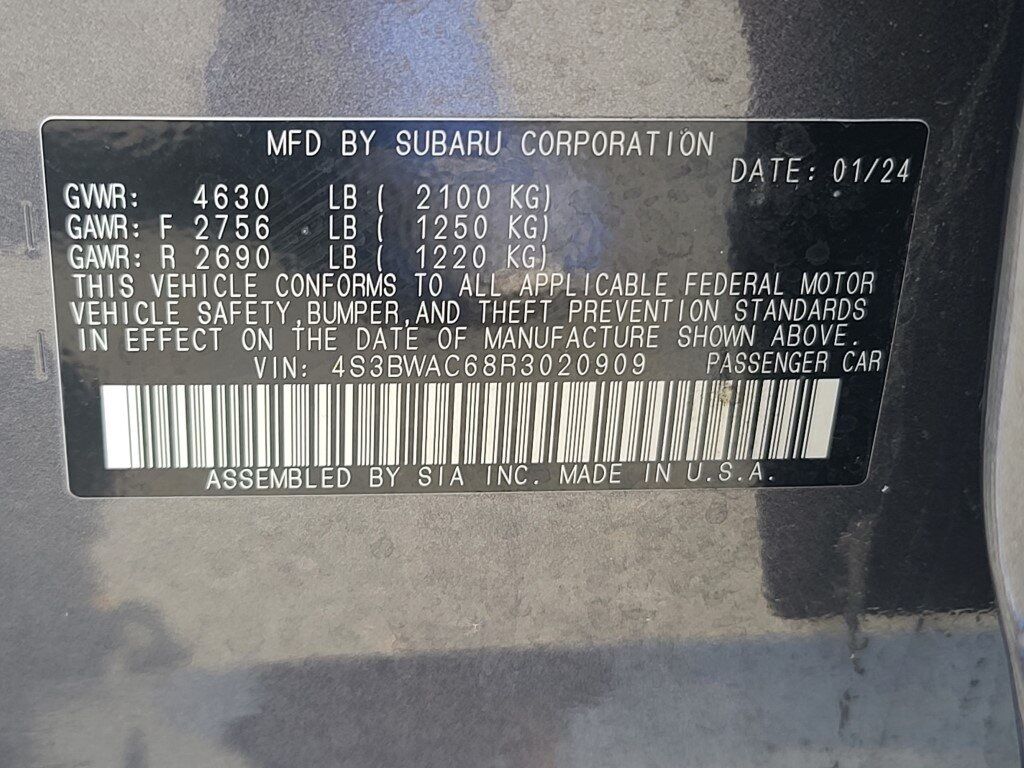 MFD BY SUBARU CORPORATION
DATE: 01/24
GVWR: 4630 LB ( 2100 KG)
GAWR: F 2756 LB ( 1250 KG)
GAWR: R 2690 LB ( 1220 KG)
THIS VEHICLE CONFORMS TO ALL APPLICABLE FEDERAL MOTOR
VEHICLE SAFETY,BUMPER,AND THEFT PREVENTION STANDARDS
IN EFFECT ON THE DATE OF MANUFACTURE SHOWN ABOVE.
VIN: 4S3BWAC68R3020909 PASSENGER CAR
ASSEMBLED BY SIA INC. MADE IN U.S.A.